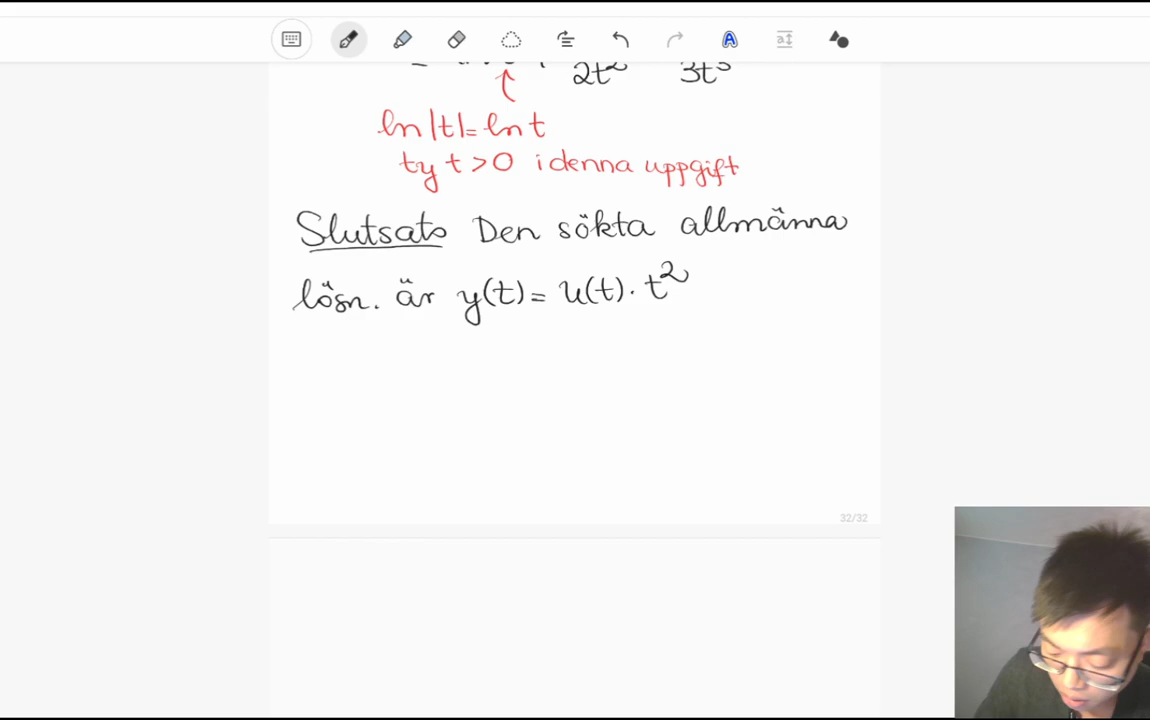 2t² 3t³
ln|t|= ln t
ty t >0 i denna uppgift
Slutsats Den sökta allmänna
lösn. är y(t)= u(t)·t²
32/32